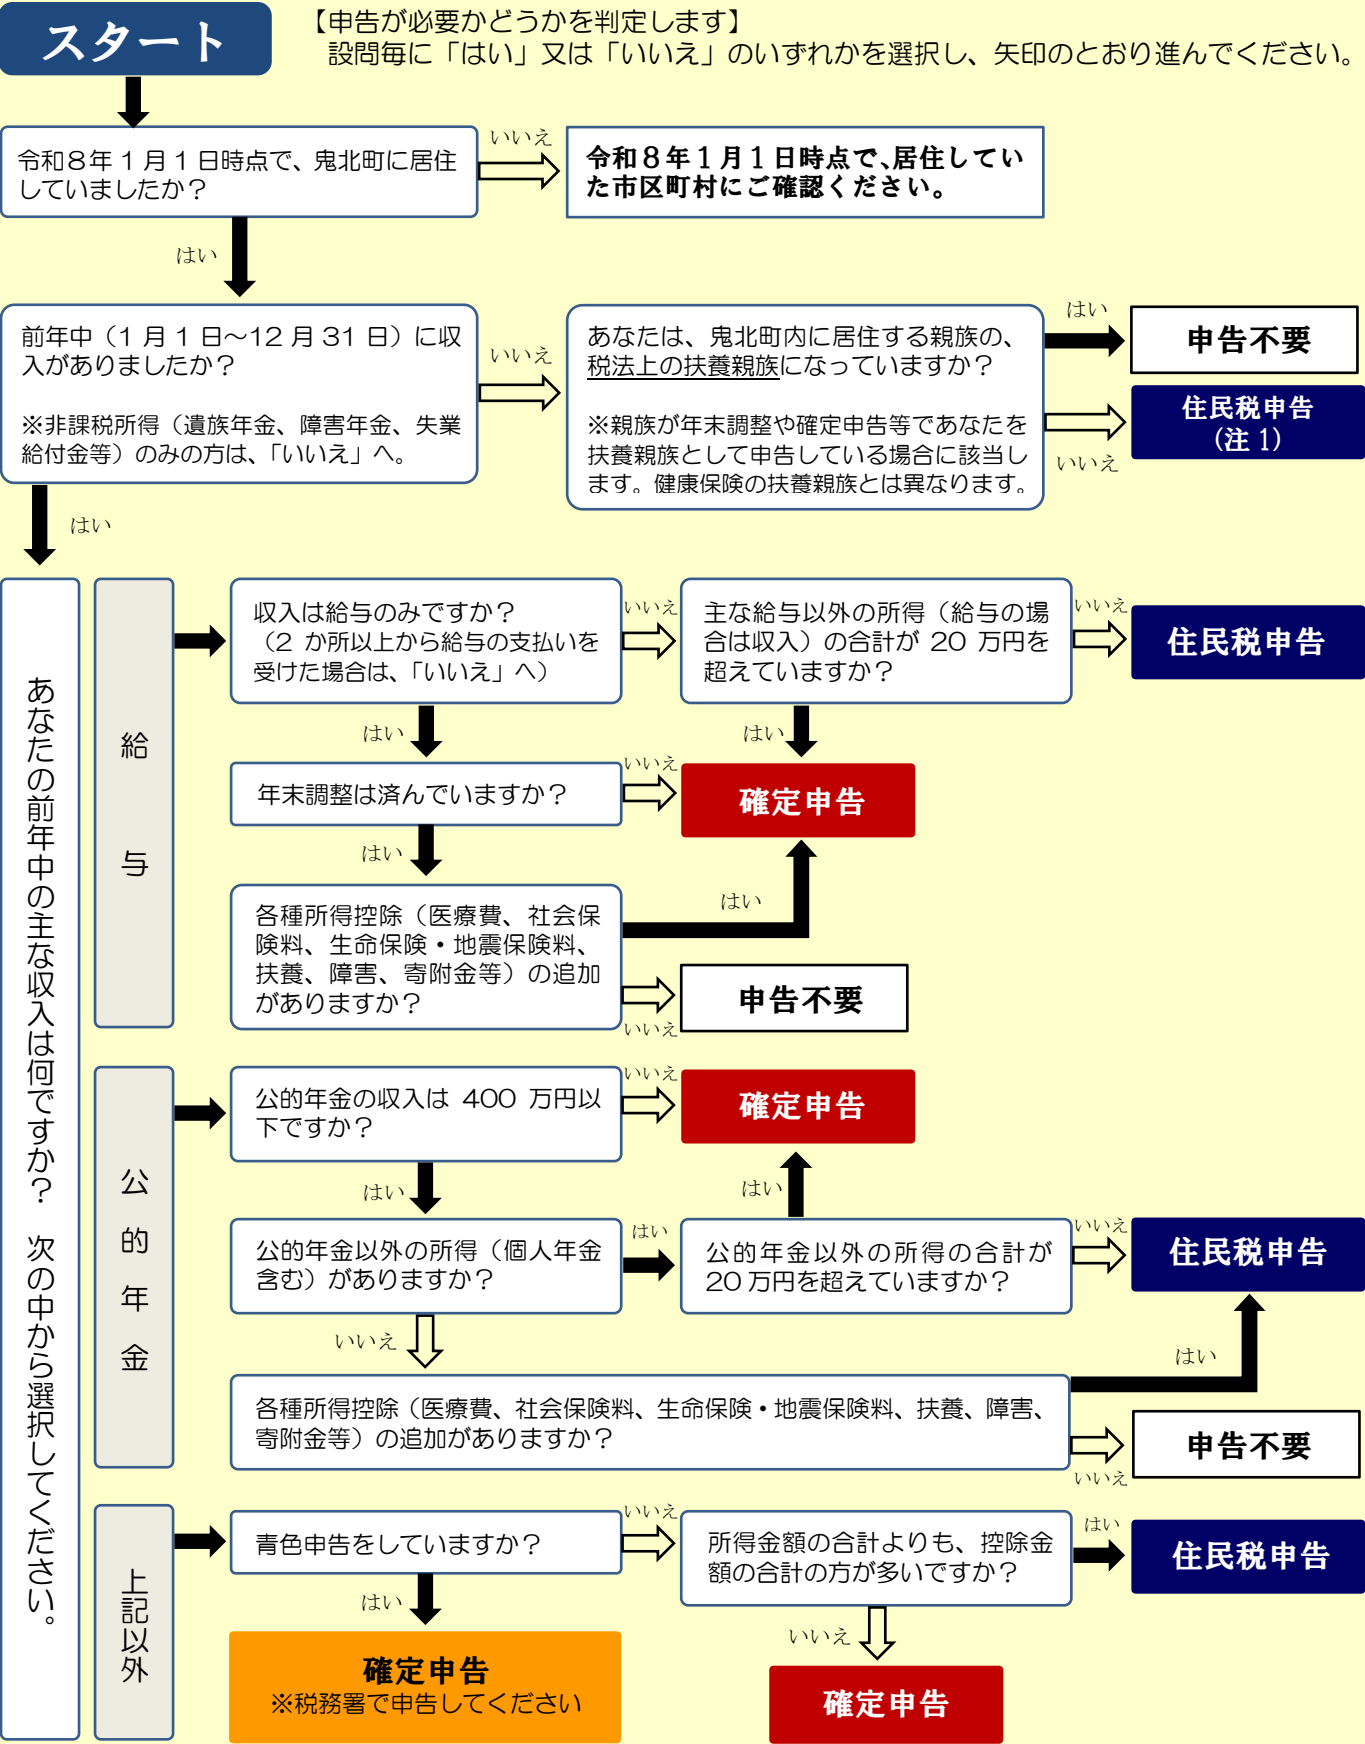 スタート
【申告が必要かどうかを判定します】
設問毎に「はい」又は「いいえ」のいずれかを選択し、矢印のとおり進んでください。
令和８年１月１日時点で、鬼北町に居住
していましたか？
いいえ
令和８年１月１日時点で、居住してい
た市区町村にご確認ください。
はい
前年中（１月１日～12月31日）に収
入がありましたか？
※非課税所得（遺族年金、障害年金、失業
給付金等）のみの方は、「いいえ」へ。
いいえ
あなたは、鬼北町内に居住する親族の、
税法上の扶養親族になっていますか？
※親族が年末調整や確定申告等であなたを
扶養親族として申告している場合に該当し
ます。健康保険の扶養親族とは異なります。
はい
申告不要
住民税申告
(注1)
いいえ
はい
あなたの前年中の主な収入は何ですか？　次の中から選択してください。
給与
収入は給与のみですか？
（２か所以上から給与の支払いを
受けた場合は、「いいえ」へ）
いいえ
主な給与以外の所得（給与の場
合は収入）の合計が 20 万円を
超えていますか？
いいえ
住民税申告
はい
はい
年末調整は済んでいますか？
いいえ
確定申告
はい
各種所得控除（医療費、社会保
険料、生命保険・地震保険料、
扶養、障害、寄附金等）の追加
がありますか？
はい
申告不要
いいえ
公的年金
公的年金の収入は 400 万円以
下ですか？
いいえ
確定申告
はい
はい
公的年金以外の所得（個人年金
含む）がありますか？
はい
公的年金以外の所得の合計が
20万円を超えていますか？
いいえ
住民税申告
いいえ
はい
各種所得控除（医療費、社会保険料、生命保険・地震保険料、扶養、障害、
寄附金等）の追加がありますか？
申告不要
いいえ
上記以外
青色申告をしていますか？
いいえ
所得金額の合計よりも、控除金
額の合計の方が多いですか？
はい
住民税申告
はい
いいえ
確定申告
※税務署で申告してください
確定申告